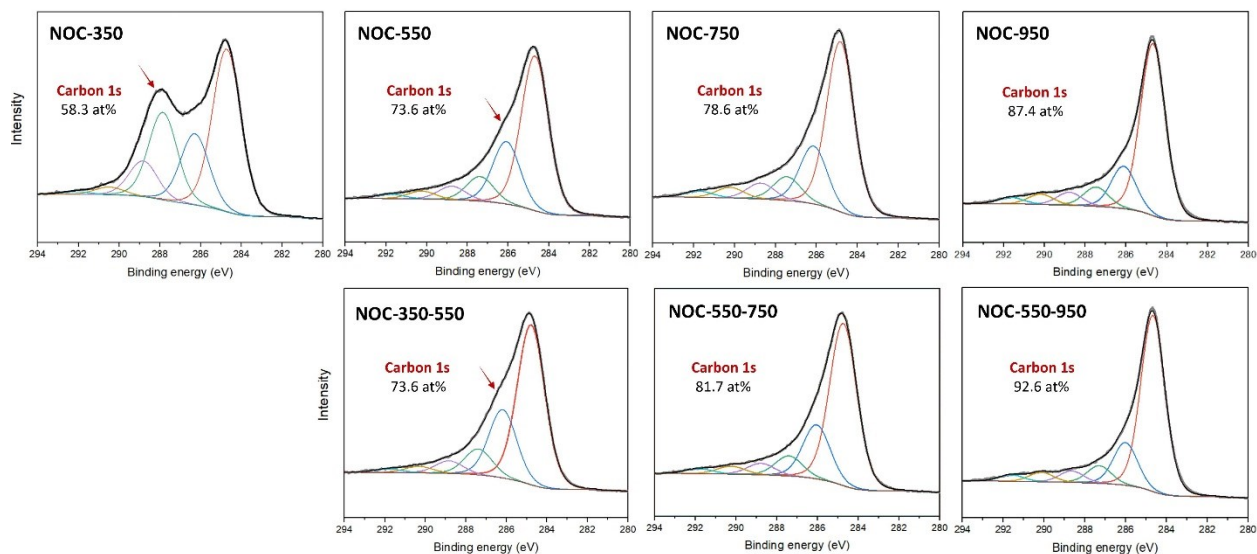 NOC-350
Carbon 1s
58.3 at%
Intensity
294 292 290 288 286 284 282 280
Binding energy (eV)
NOC-550
Carbon 1s
73.6 at%
294 292 290 288 286 284 282 280
Binding energy (eV)
NOC-750
Carbon 1s
78.6 at%
294 292 290 288 286 284 282 280
Binding energy (eV)
NOC-950
Carbon 1s
87.4 at%
294 292 290 288 286 284 282 280
Binding energy (eV)
NOC-350-550
Carbon 1s
73.6 at%
Intensity
294 292 290 288 286 284 282 280
Binding energy (eV)
NOC-550-750
Carbon 1s
81.7 at%
294 292 290 288 286 284 282 280
Binding energy (eV)
NOC-550-950
Carbon 1s
92.6 at%
294 292 290 288 286 284 282 280
Binding energy (eV)